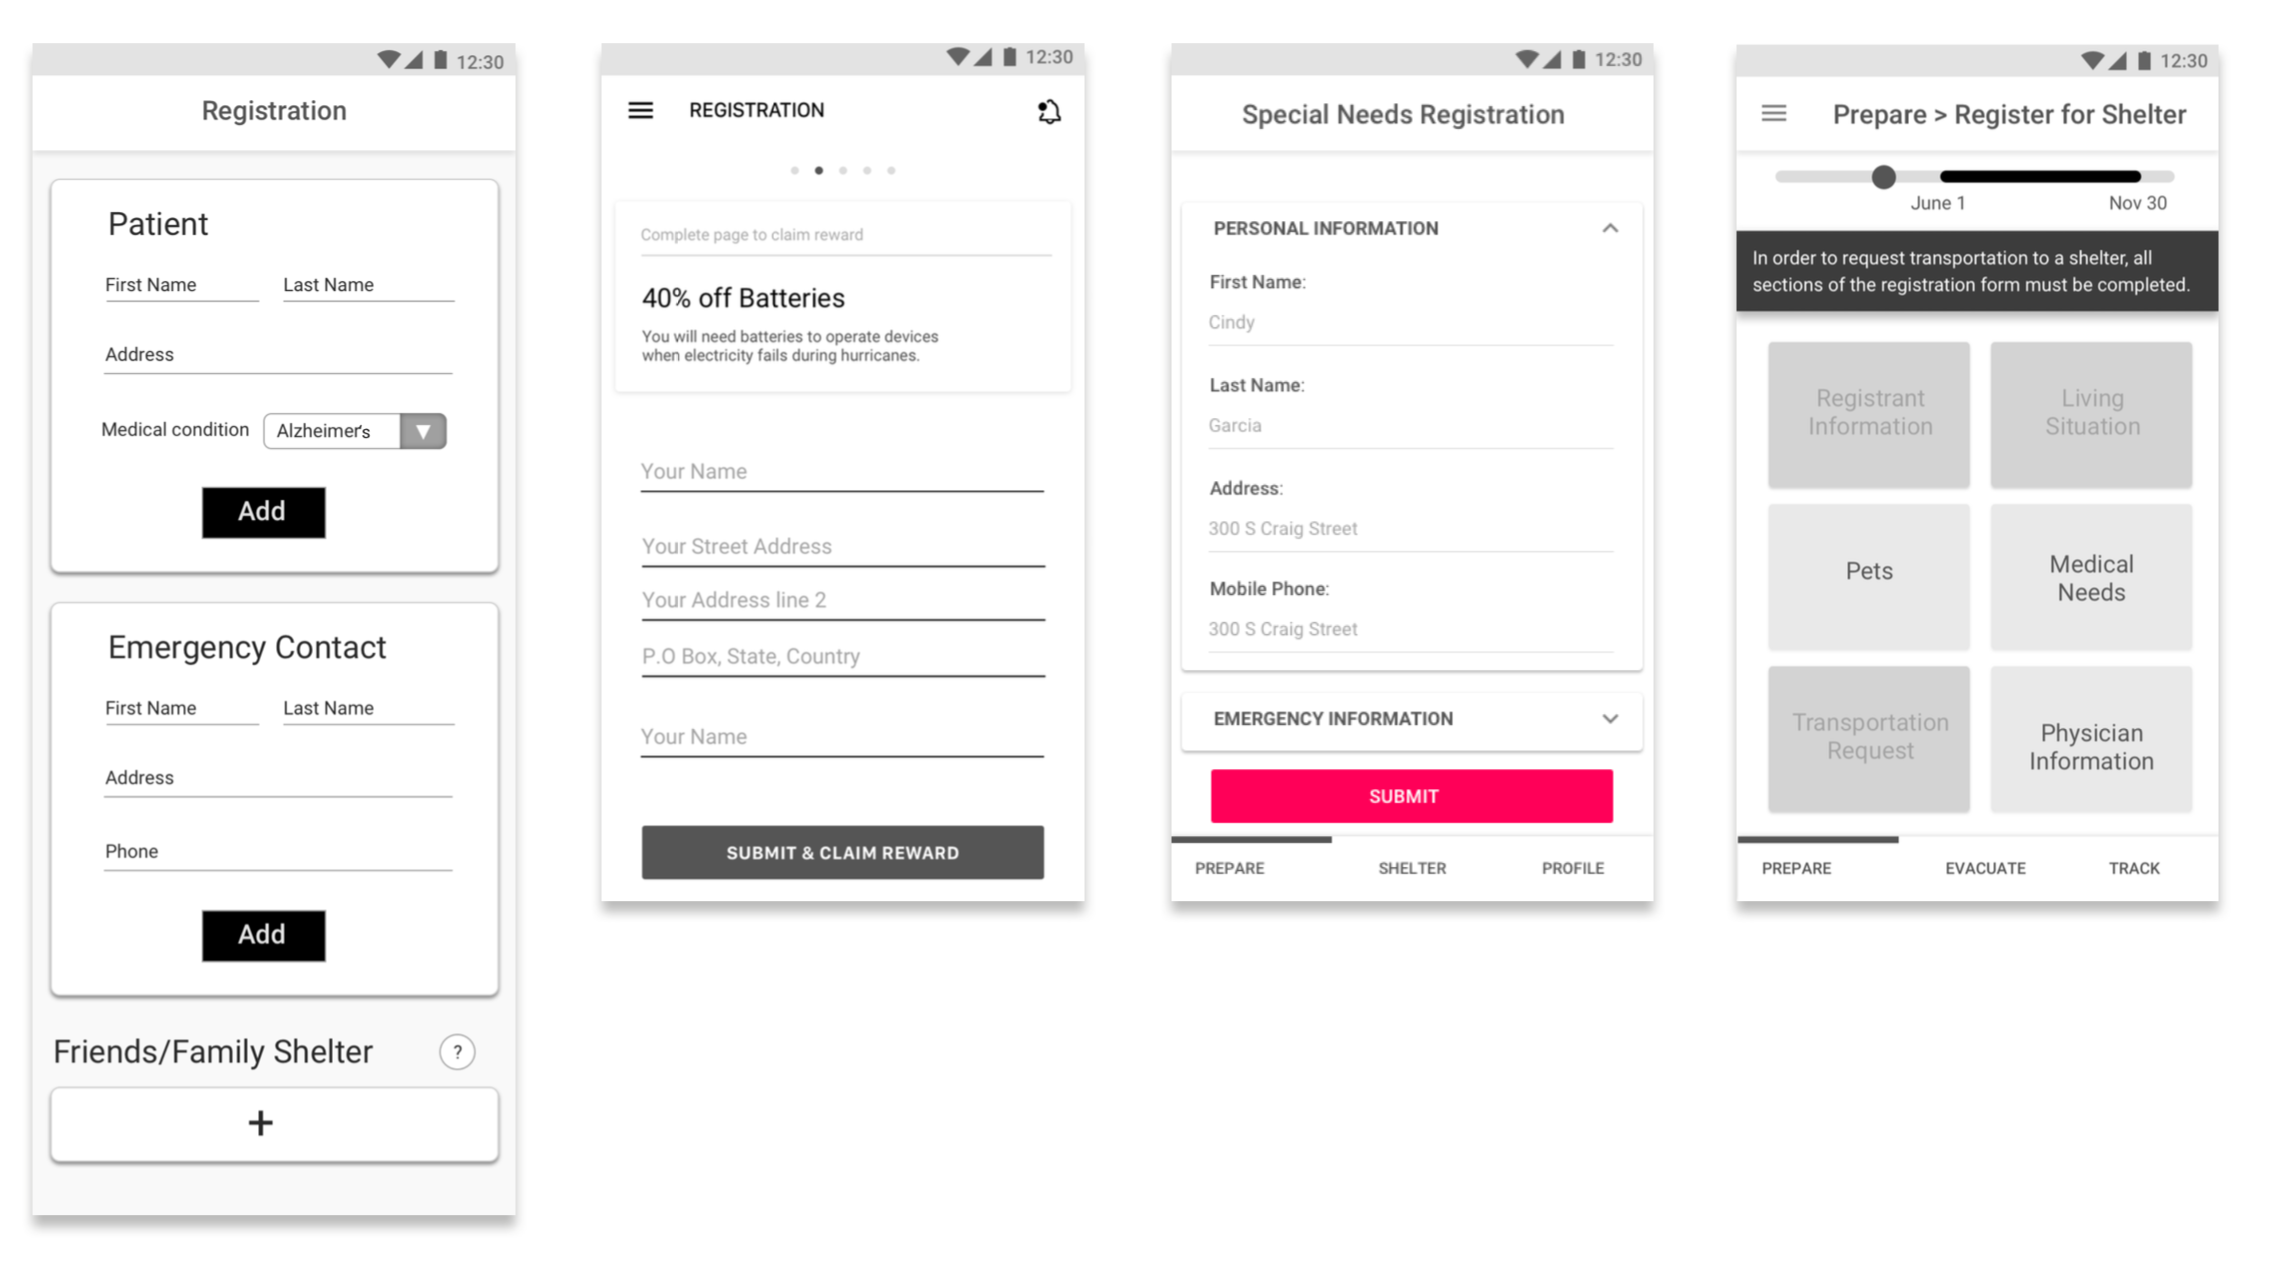 12:30
Registration
Patient
First Name Last Name
Address
Medical condition Alzheimer's
Add
Emergency Contact
First Name Last Name
Address
Phone
Add
Friends/Family Shelter ?
+
12:30
REGISTRATION
Complete page to claim reward
40% off Batteries
You will need batteries to operate devices
when electricity fails during hurricanes.
Your Name
Your Street Address
Your Address line 2
P.O Box, State, Country
Your Name
SUBMIT & CLAIM REWARD
12:30
Special Needs Registration
PERSONAL INFORMATION
First Name:
Cindy
Last Name:
Garcia
Address:
300 S Craig Street
Mobile Phone:
300 S Craig Street
EMERGENCY INFORMATION
SUBMIT
PREPARE SHELTER PROFILE
12:30
Prepare > Register for Shelter
June 1 Nov 30
In order to request transportation to a shelter, all
sections of the registration form must be completed.
Registrant
Information
Living
Situation
Pets
Medical
Needs
Transportation
Request
Physician
Information
PREPARE EVACUATE TRACK